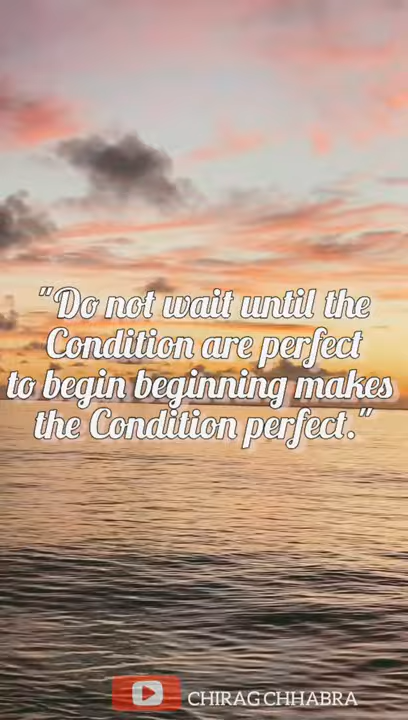 "Do not wait until the
Condition are perfect
to begin beginning makes
the Condition perfect."
CHIRAG CHHABRA